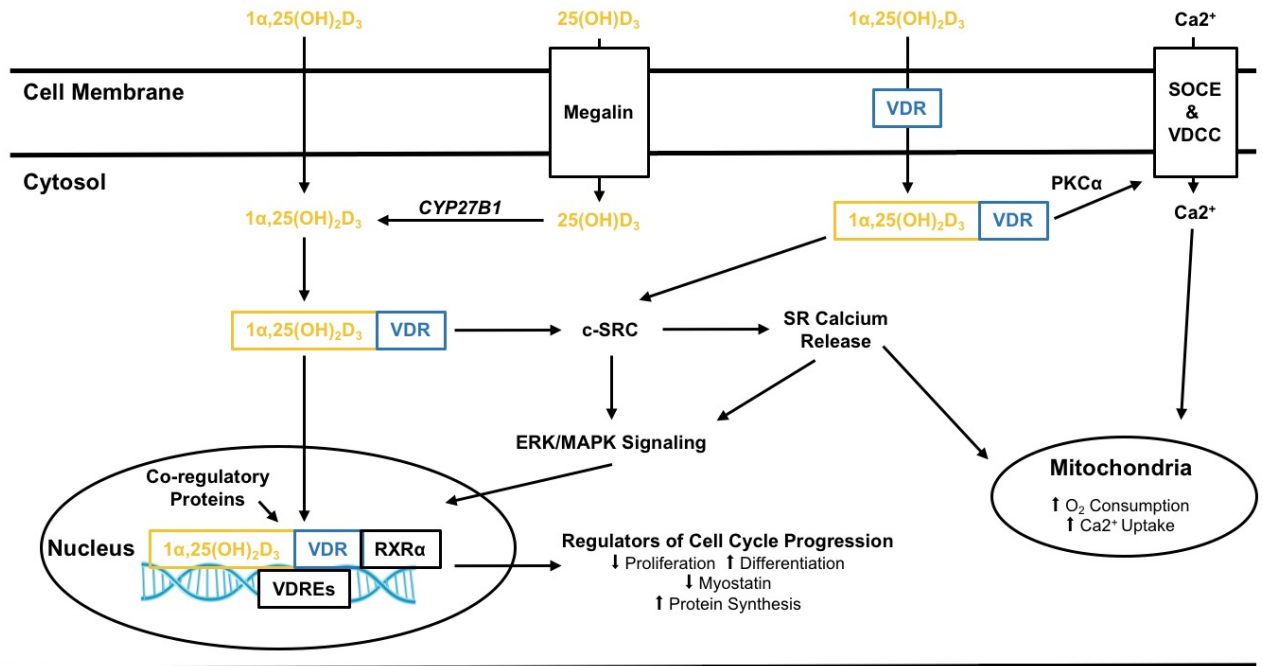 1α,25(OH)₂D₃
25(OH)D₃
1α,25(OH)₂D₃
Ca2⁺
Cell Membrane
Megalin
VDR
SOCE
&
VDCC
Cytosol
PKCα
1α,25(OH)₂D₃
CYP27B1
25(OH)D₃
1α,25(OH)₂D₃ VDR
Ca2⁺
1α,25(OH)₂D₃ VDR
c-SRC
SR Calcium
Release
ERK/MAPK Signaling
Mitochondria
⬆ O₂ Consumption
⬆ Ca2⁺ Uptake
Co-regulatory
Proteins
Nucleus
1α,25(OH)₂D₃ VDR RXRα
VDREs
Regulators of Cell Cycle Progression
⬇ Proliferation ⬆ Differentiation
⬇ Myostatin
⬆ Protein Synthesis